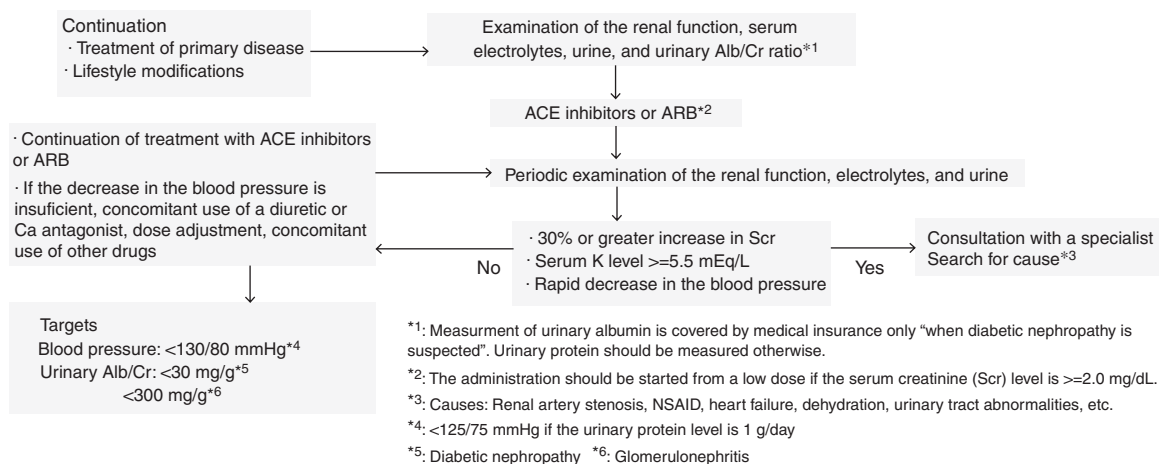 Continuation
· Treatment of primary disease
· Lifestyle modifications
Examination of the renal function, serum
electrolytes, urine, and urinary Alb/Cr ratio*1
ACE inhibitors or ARB*2
· Continuation of treatment with ACE inhibitors
or ARB
· If the decrease in the blood pressure is
insuficient, concomitant use of a diuretic or
Ca antagonist, dose adjustment, concomitant
use of other drugs
Periodic examination of the renal function, electrolytes, and urine
· 30% or greater increase in Scr
· Serum K level >=5.5 mEq/L
· Rapid decrease in the blood pressure
No
Yes
Consultation with a specialist
Search for cause*3
Targets
Blood pressure: <130/80 mmHg*4
Urinary Alb/Cr: <30 mg/g*5
<300 mg/g*6
*1: Measurment of urinary albumin is covered by medical insurance only “when diabetic nephropathy is
suspected”. Urinary protein should be measured otherwise.
*2: The administration should be started from a low dose if the serum creatinine (Scr) level is >=2.0 mg/dL.
*3: Causes: Renal artery stenosis, NSAID, heart failure, dehydration, urinary tract abnormalities, etc.
*4: <125/75 mmHg if the urinary protein level is 1 g/day
*5: Diabetic nephropathy *6: Glomerulonephritis